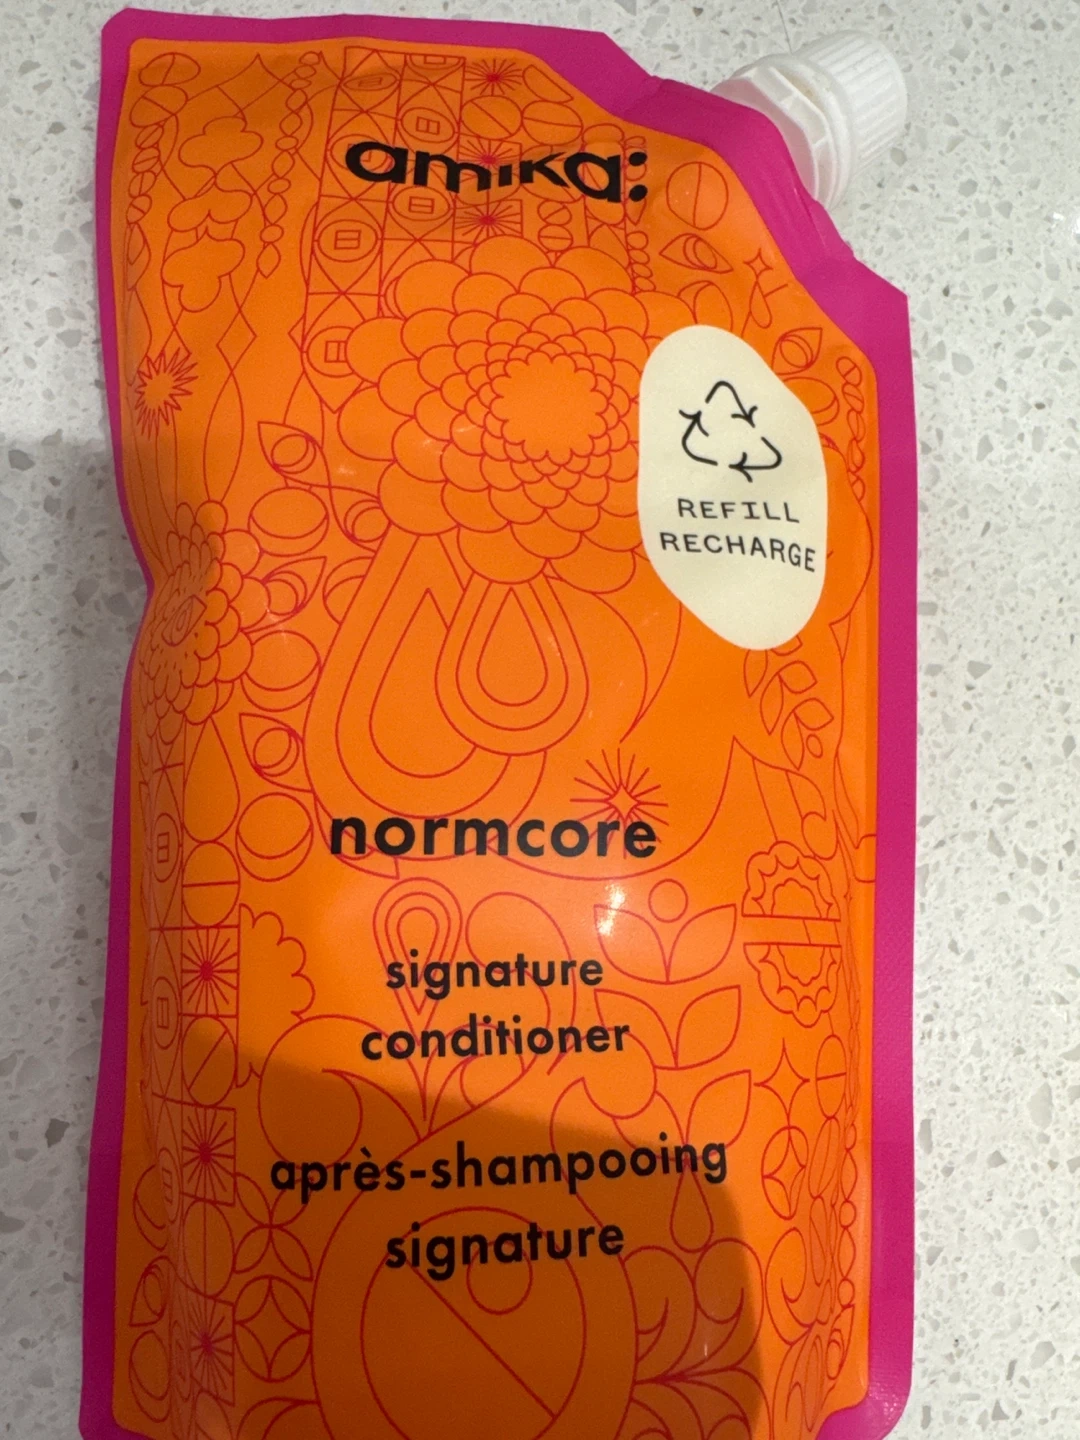 amika:
REFILL
RECHARGE
normcore
signature
conditioner
après-shampooing
signature